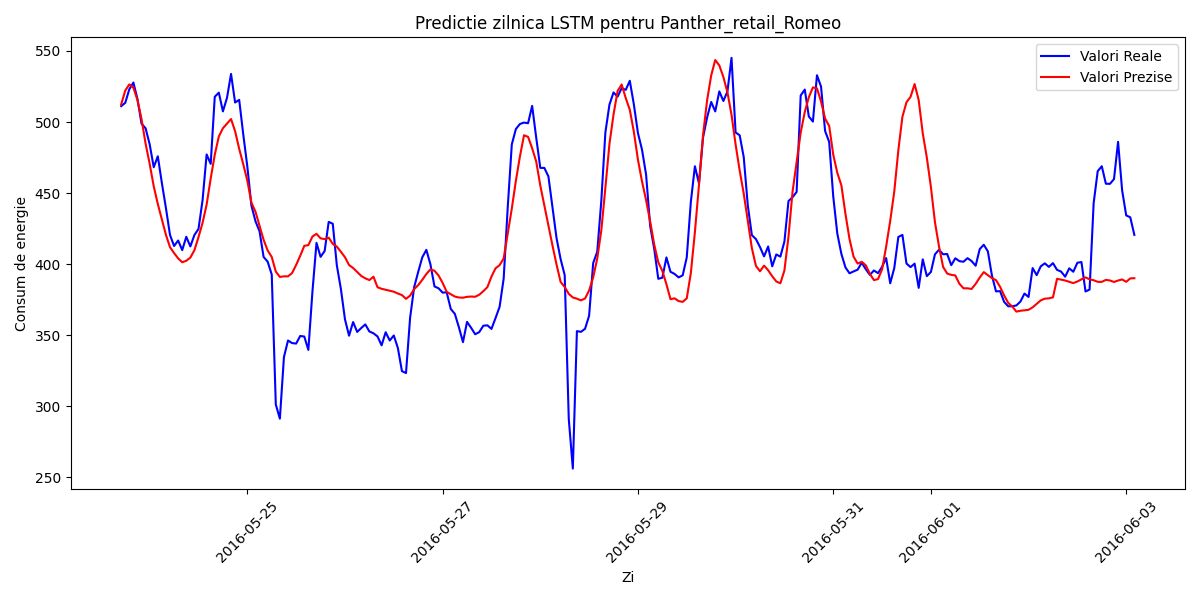 Predictie zilnica LSTM pentru Panther_retail_Romeo
Valori Reale
Valori Prezise
Consum de energie
550
500
450
400
350
300
250
2016-05-25
2016-05-27
2016-05-29
2016-05-31
2016-06-01
2016-06-03
Zi